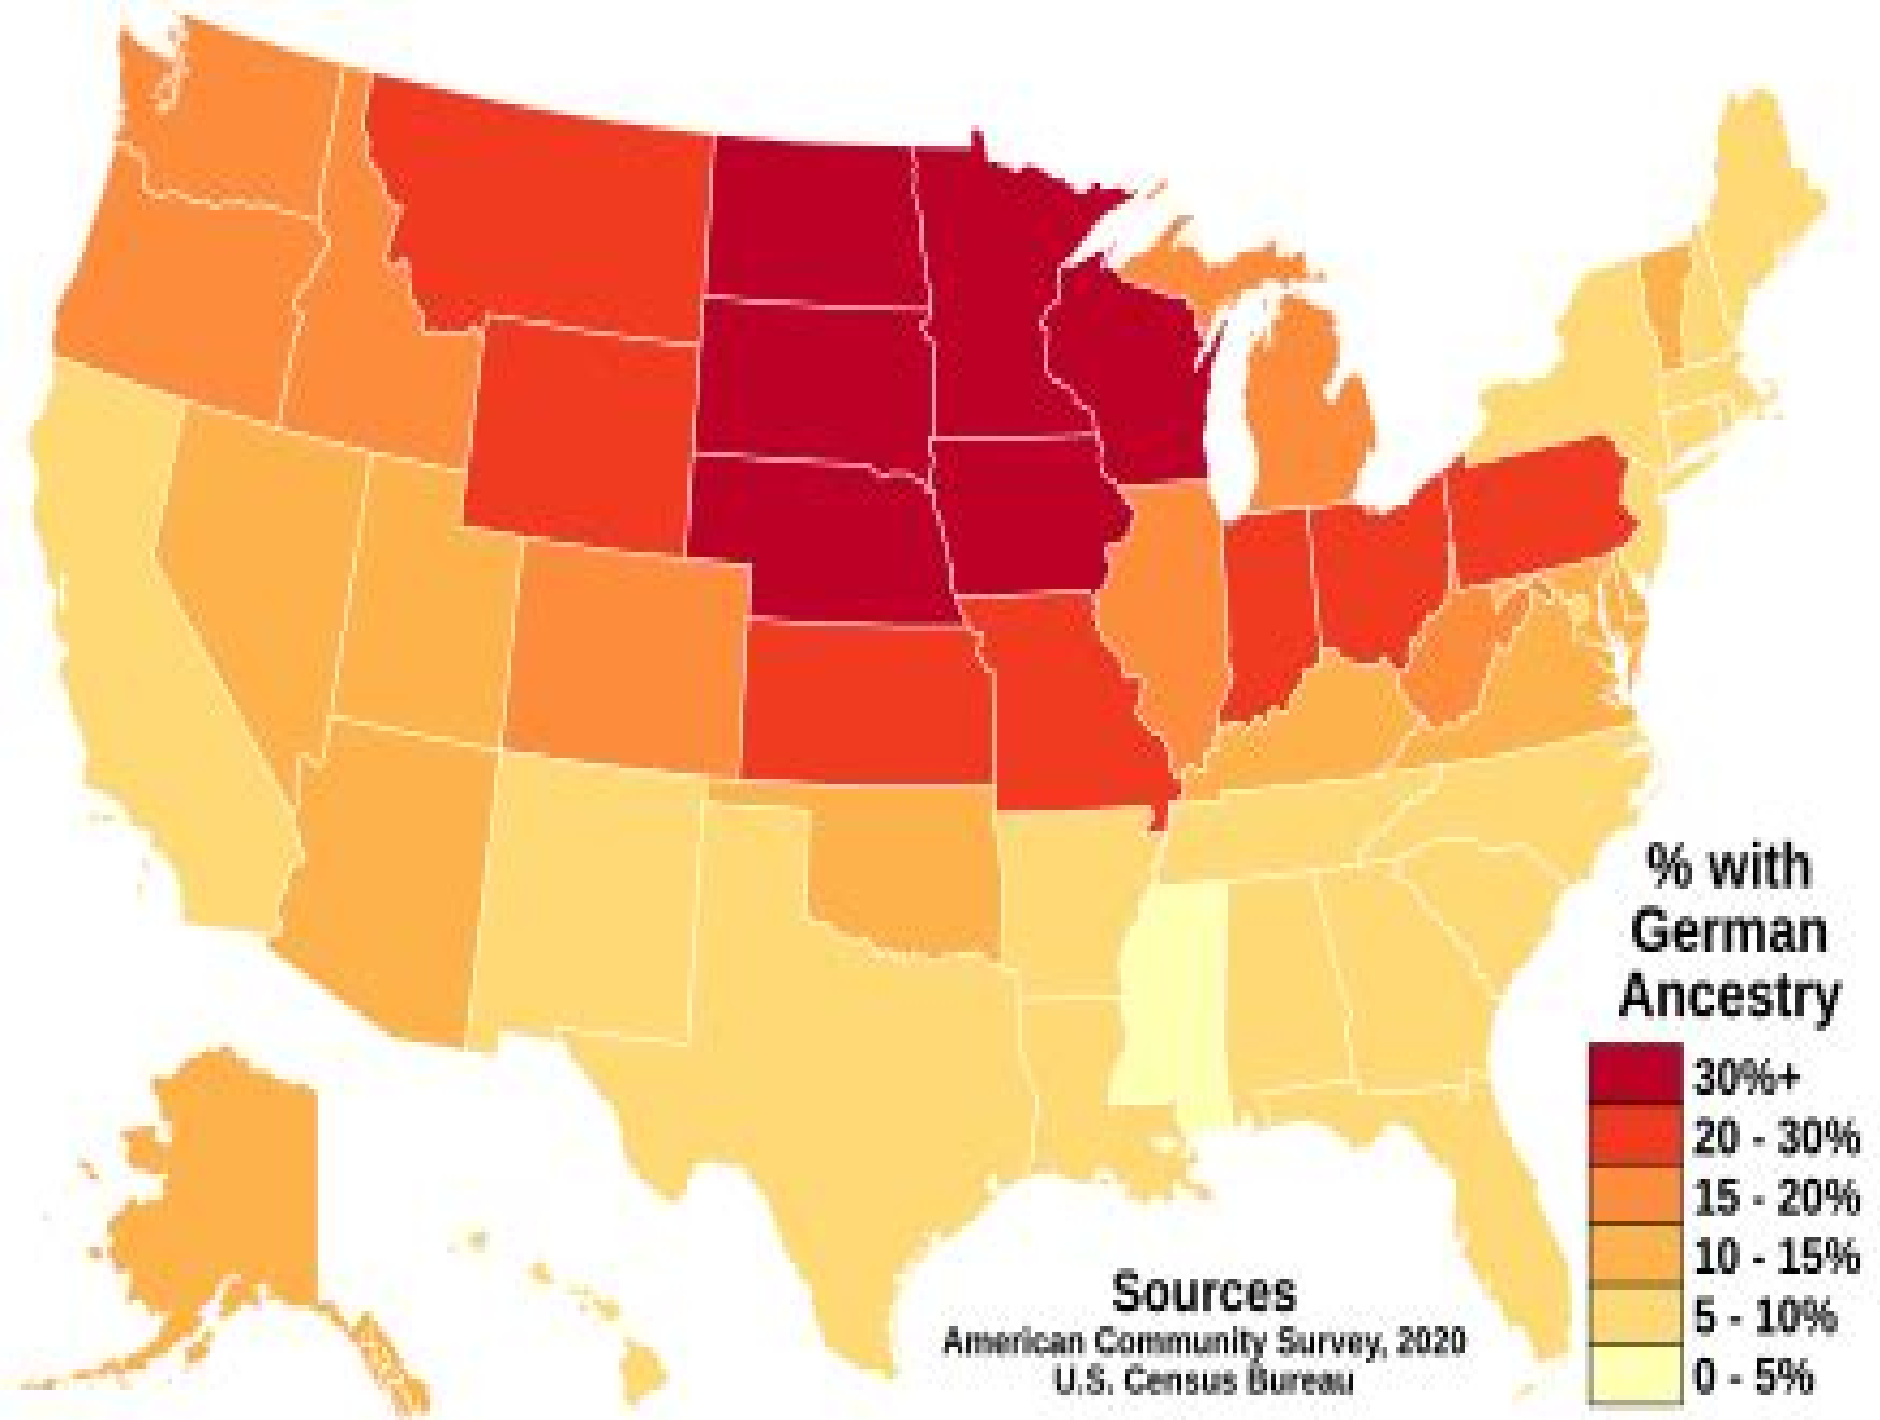 % with
German
Ancestry
30%+
20 - 30%
15 - 20%
10 - 15%
5 - 10%
0 - 5%
Sources
American Community Survey, 2020
U.S. Census Bureau